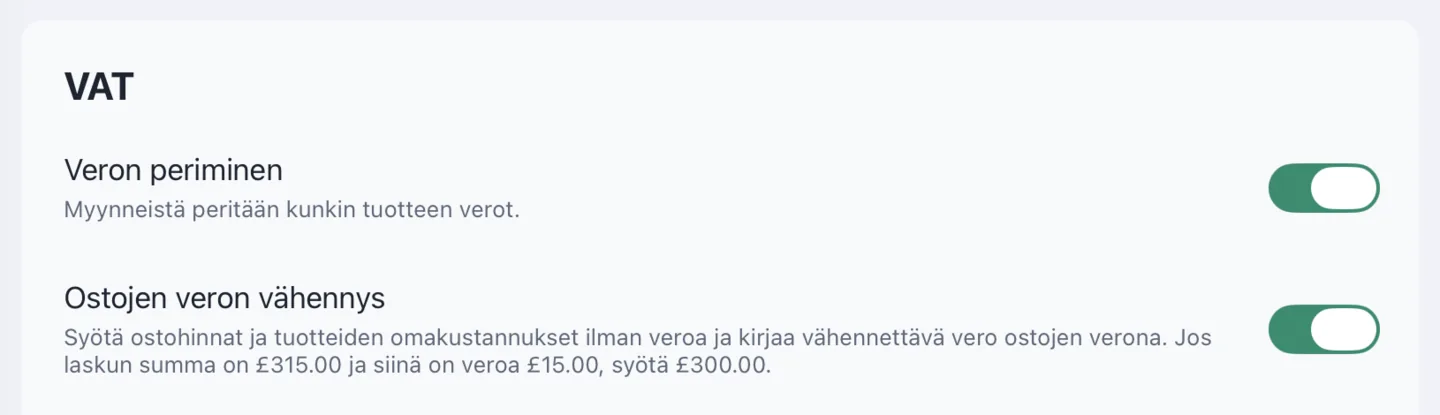 VAT
Veron periminen
Myynneistä peritään kunkin tuotteen verot.
Ostojen veron vähennys
Syötä ostohinnat ja tuotteiden omakustannukset ilman veroa ja kirjaa vähennettävä vero ostojen verona. Jos
laskun summa on £315.00 ja siinä on veroa £15.00, syötä £300.00.